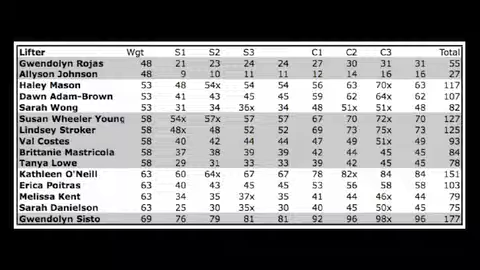 Lifter Wgt S1 S2 S3 C1 C2 C3 Total
Gwendolyn Rojas 48 21 23 24 24 27 30 31 31 55
Allyson Johnson 48 9 10 11 11 12 14 16 16 27
Haley Mason 53 48 54x 54 54 56 63 70x 63 117
Dawn Adam-Brown 53 41 43 45 45 59 62 64x 62 107
Sarah Wong 53 31 34 36x 34 48 51x 51x 48 82
Susan Wheeler Young 58 54x 57x 57 57 67 70 72x 70 127
Lindsey Stroker 58 48x 48 52 52 69 73 75x 73 125
Val Costes 58 40 42 44 44 47 49 51x 49 93
Brittanie Mastricola 58 37 38 39 39 42 44 45 45 84
Tanya Lowe 58 29 31 33 33 39 42 45 45 78
Kathleen O'Neill 63 60 64x 67 67 78 82x 84 84 151
Erica Poitras 63 40 43 45 45 53 56 58 58 103
Melissa Kent 63 34 35 37x 35 41 44 46x 44 79
Sarah Danielson 63 25 30 35x 30 40 45 50x 45 75
Gwendolyn Sisto 69 76 79 81 81 92 96 98x 96 177